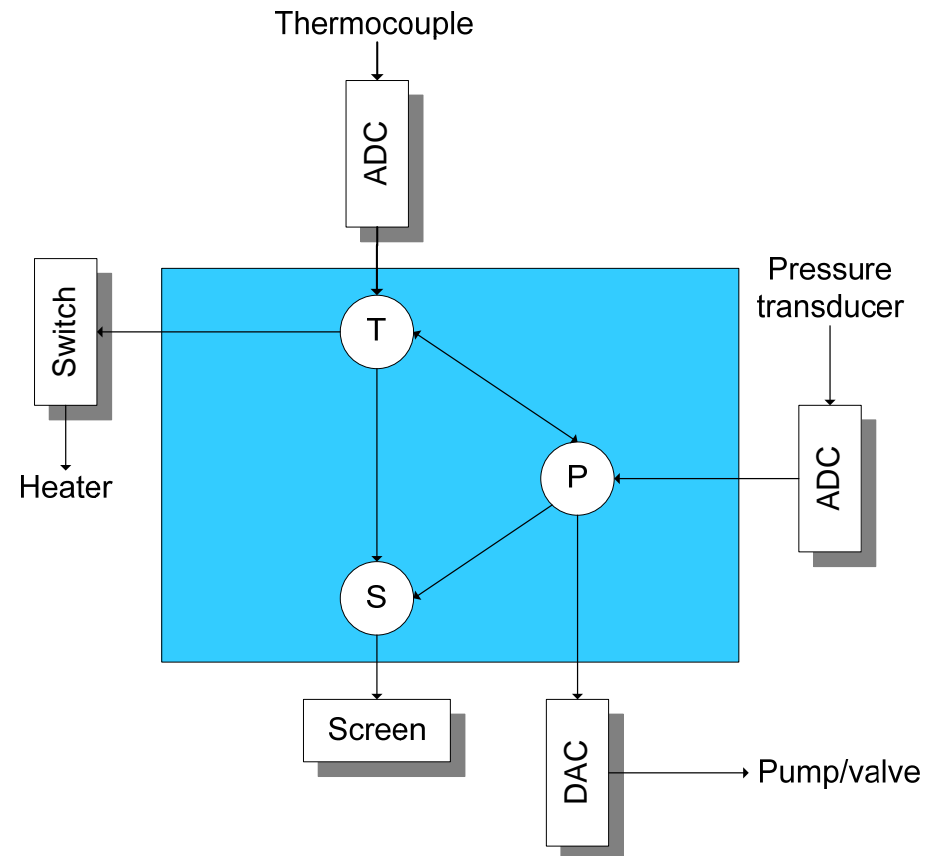 Thermocouple
ADC
Pressure
transducer
Switch
T
Heater
P
ADC
S
Screen
DAC
Pump/valve